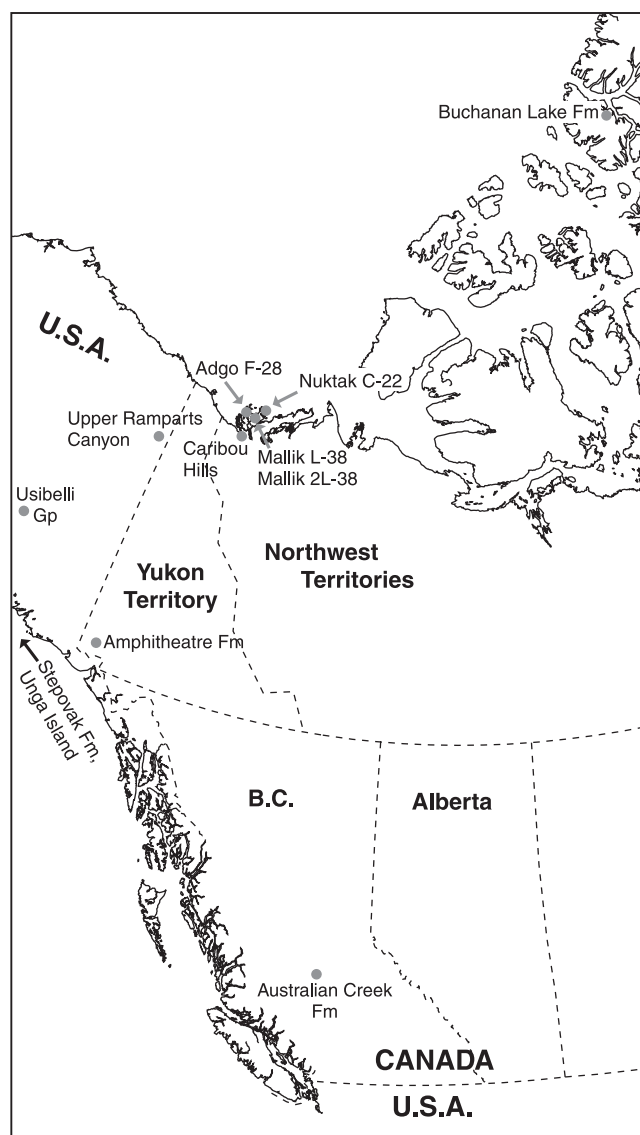 Buchanan Lake Fm
U.S.A.
Adgo F-28
Nuktak C-22
Upper Ramparts
Canyon
Caribou
Hills
Mallik L-38
Mallik 2L-38
Usibelli
Gp
Northwest
Territories
Yukon
Territory
Amphitheatre Fm
Stepovak Fm,
Unga Island
B.C.
Alberta
Australian Creek
Fm
CANADA
U.S.A.